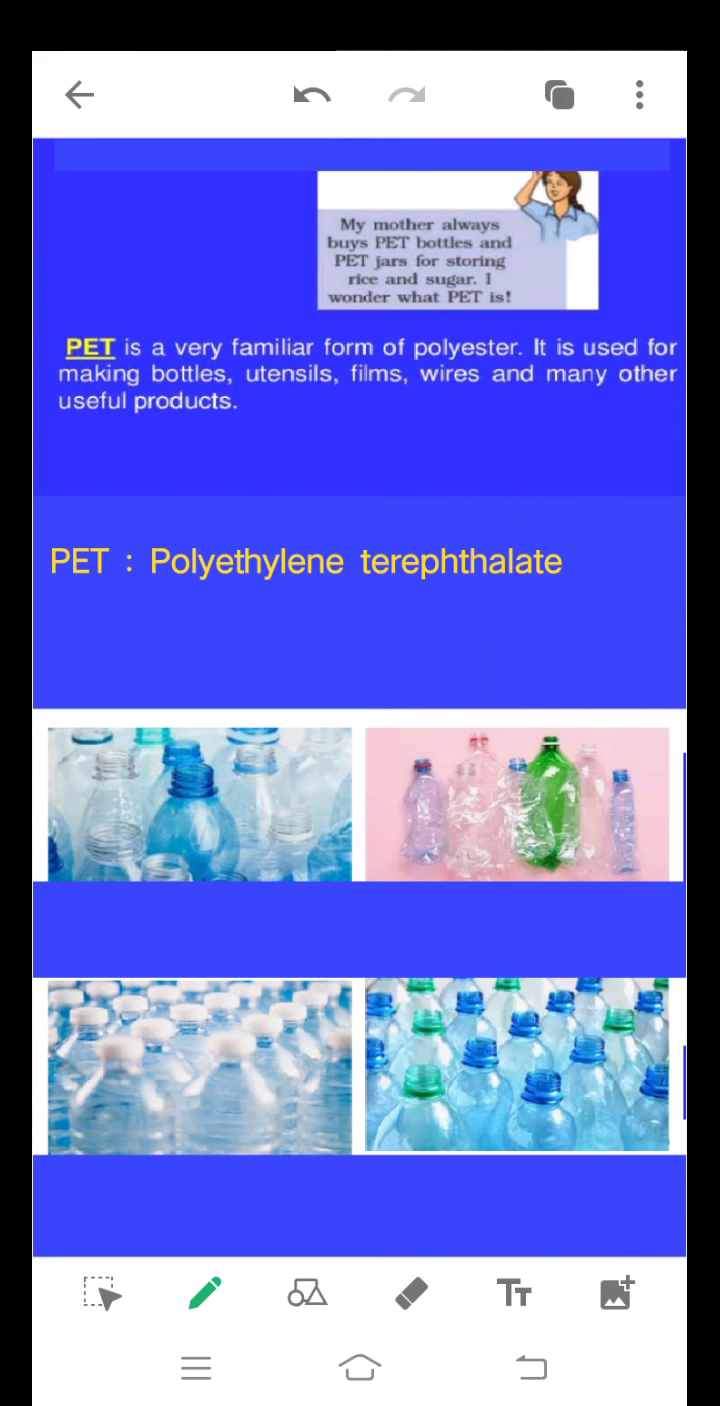 My mother always
buys PET bottles and
PET jars for storing
rice and sugar. I
wonder what PET is!
PET is a very familiar form of polyester. It is used for
making bottles, utensils, films, wires and many other
useful products.
PET : Polyethylene terephthalate